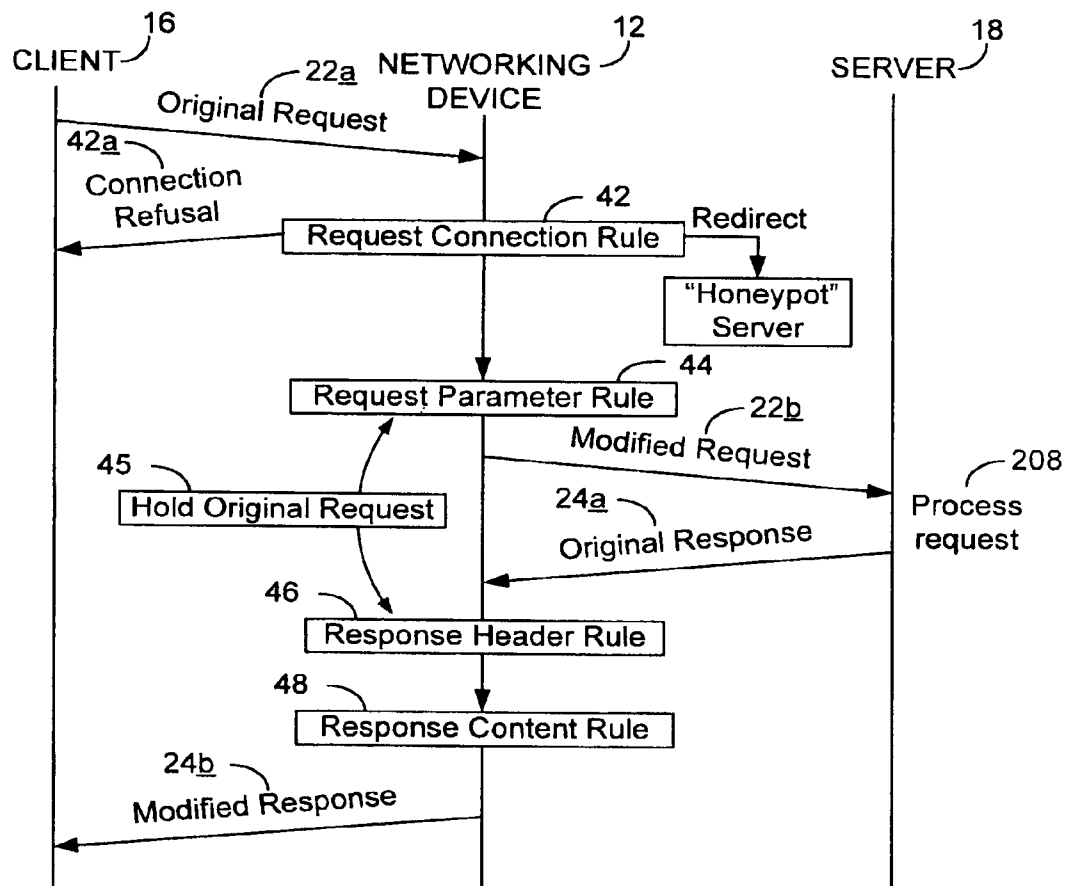 16
CLIENT
12
NETWORKING
DEVICE
18
SERVER
22a
Original Request
42a
Connection
Refusal
42
Request Connection Rule
Redirect
"Honeypot"
Server
44
Request Parameter Rule
22b
Modified Request
45
Hold Original Request
208
Process
request
24a
Original Response
46
Response Header Rule
48
Response Content Rule
24b
Modified Response